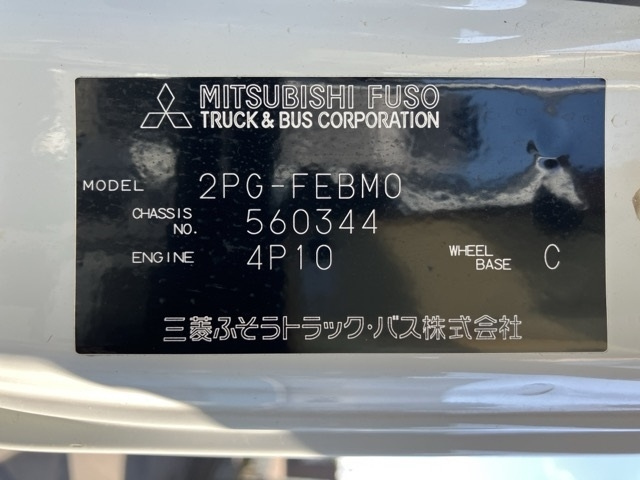 MITSUBISHI FUSO
TRUCK & BUS CORPORATION
MODEL 2PG-FEBM0
CHASSIS NO. 560344
ENGINE 4P10 WHEEL BASE C
三菱ふそうトラック・バス株式会社